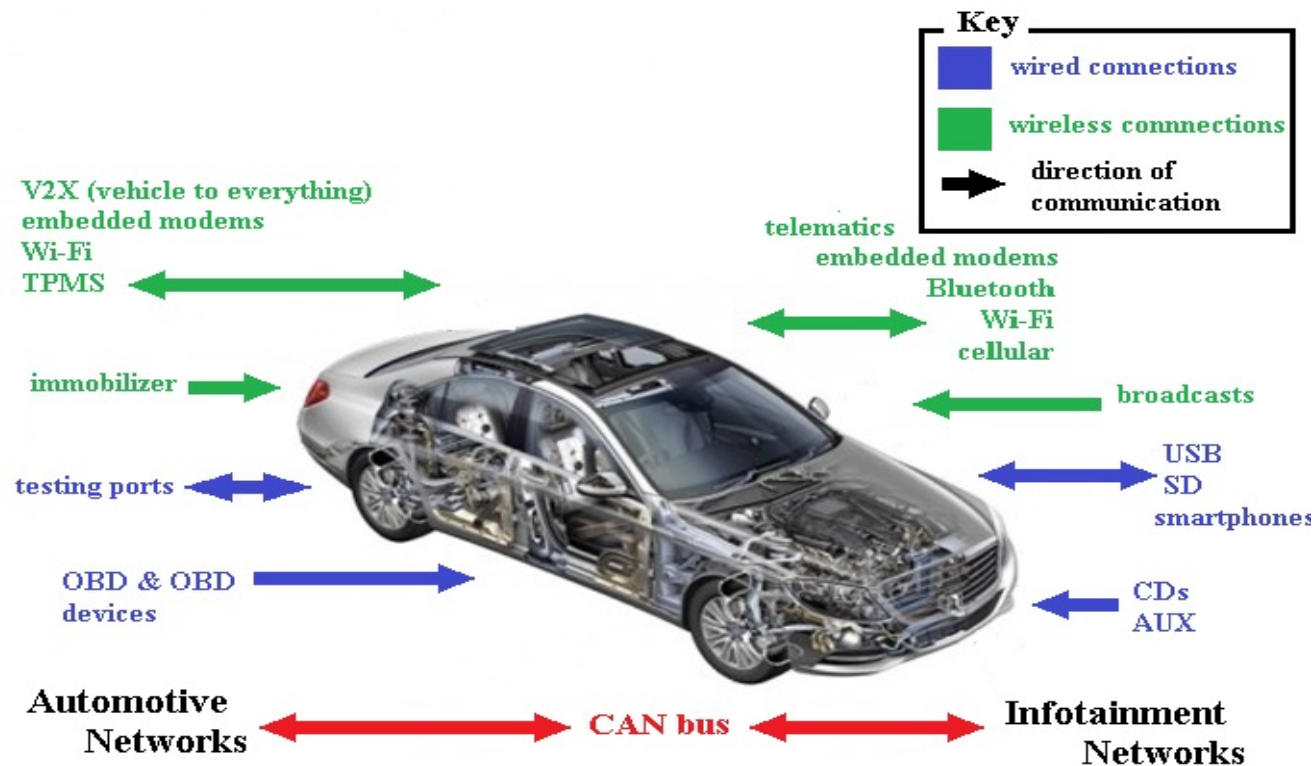 Key
wired connections
wireless connnections
direction of
communication
V2X (vehicle to everything)
embedded modems
Wi-Fi
TPMS
telematics
embedded modems
Bluetooth
Wi-Fi
cellular
immobilizer
broadcasts
testing ports
USB
SD
smartphones
OBD & OBD
devices
CDs
AUX
Automotive
Networks
CAN bus
Infotainment
Networks